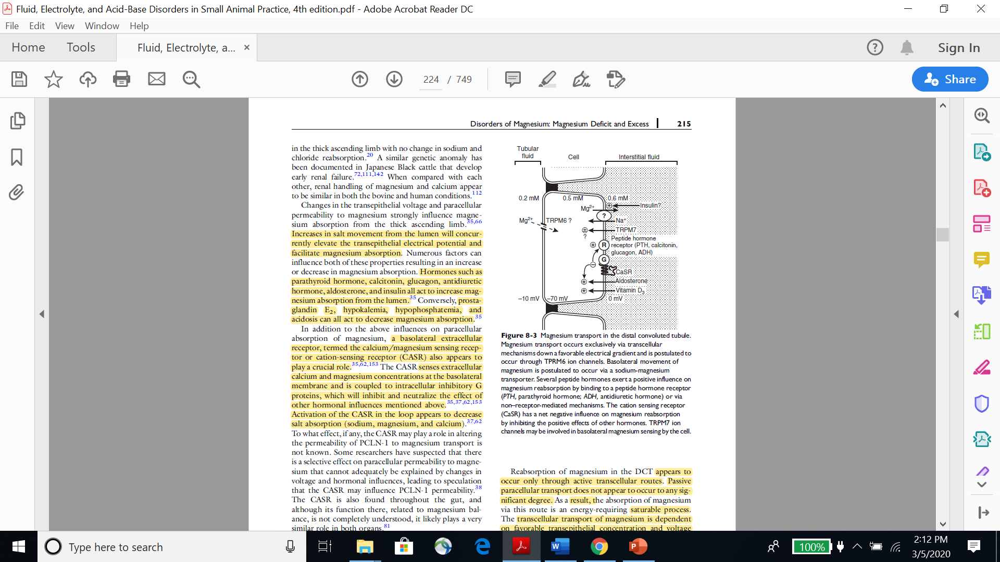 Fluid, Electrolyte, and Acid-Base Disorders in Small Animal Practice, 4th edition.pdf - Adobe Acrobat Reader DC
File Edit View Window Help
Home Tools Fluid, Electrolyte, a... ×
Sign In
224 / 749
Share
Disorders of Magnesium: Magnesium Deficit and Excess 215
in the thick ascending limb with no change in sodium and
chloride reabsorption.20 A similar genetic anomaly has
been documented in Japanese Black cattle that develop
early renal failure.72,111,142 When compared with each
other, renal handling of magnesium and calcium appear
to be similar in both the bovine and human conditions.112
Changes in the transepithelial voltage and paracellular
permeability to magnesium strongly influence magne-
sium absorption from the thick ascending limb.35,66
Increases in salt movement from the lumen will concur-
rently elevate the transepithelial electrical potential and
facilitate magnesium absorption. Numerous factors can
influence both of these properties resulting in an increase
or decrease in magnesium absorption. Hormones such as
parathyroid hormone, calcitonin, glucagon, antidiuretic
hormone, aldosterone, and insulin all act to increase mag-
nesium absorption from the lumen.35 Conversely, prosta-
glandin E2, hypokalemia, hypophosphatemia, and
acidosis can all act to decrease magnesium absorption.35
In addition to the above influences on paracellular
absorption of magnesium, a basolateral extracellular
receptor, termed the calcium/magnesium sensing recep-
tor or cation-sensing receptor (CASR) also appears to
play a crucial role.35,62,153 The CASR senses extracellular
calcium and magnesium concentrations at the basolateral
membrane and is coupled to intracellular inhibitory G
proteins, which will inhibit and neutralize the effect of
other hormonal influences mentioned above.35,37,62,153
Activation of the CASR in the loop appears to decrease
salt absorption (sodium, magnesium, and calcium).37,62
To what effect, if any, the CASR may play a role in altering
the permeability of PCLN-1 to magnesium transport is
not known. Some researchers have suspected that there
is a selective effect on paracellular permeability to magne-
sium that cannot adequately be explained by changes in
voltage and hormonal influences, leading to speculation
that the CASR may influence PCLN-1 permeability.38
The CASR is also found throughout the gut, and
although its function there, related to magnesium bal-
ance, is not completely understood, it likely plays a very
similar role in both organs.81
Tubular
fluid
Cell
Interstitial fluid
0.2 mM 0.5 mM 0.6 mM
Mg2+ Insulin?
?
Mg2+ TRPM6 ? Na+
TRPM7
?
Peptide hormone
R receptor (PTH, calcitonin,
glucagon, ADH)
G
CaSR
Aldosterone
Vitamin D3
–10 mV –70 mV 0 mV
Figure 8-3 Magnesium transport in the distal convoluted tubule.
Magnesium transport occurs exclusively via transcellular
mechanisms down a favorable electrical gradient and is postulated to
occur through TPRM6 ion channels. Basolateral movement of
magnesium is postulated to occur via a sodium-magnesium
transporter. Several peptide hormones exert a positive influence on
magnesium reabsorption by binding to a peptide hormone receptor
(PTH, parathyroid hormone; ADH, antidiuretic hormone) or via
non–receptor-mediated mechanisms. The cation sensing receptor
(CaSR) has a net negative influence on magnesium reabsorption
by inhibiting the positive effects of other hormones. TRPM7 ion
channels may be involved in basolateral magnesium sensing by the cell.
Reabsorption of magnesium in the DCT appears to
occur only through active transcellular routes. Passive
paracellular transport does not appear to occur to any sig-
nificant degree. As a result, the absorption of magnesium
via this route is an energy-requiring saturable process.
The transcellular transport of magnesium is dependent
on favorable transepithelial concentration and voltage
Type here to search
100%
2:12 PM
3/5/2020